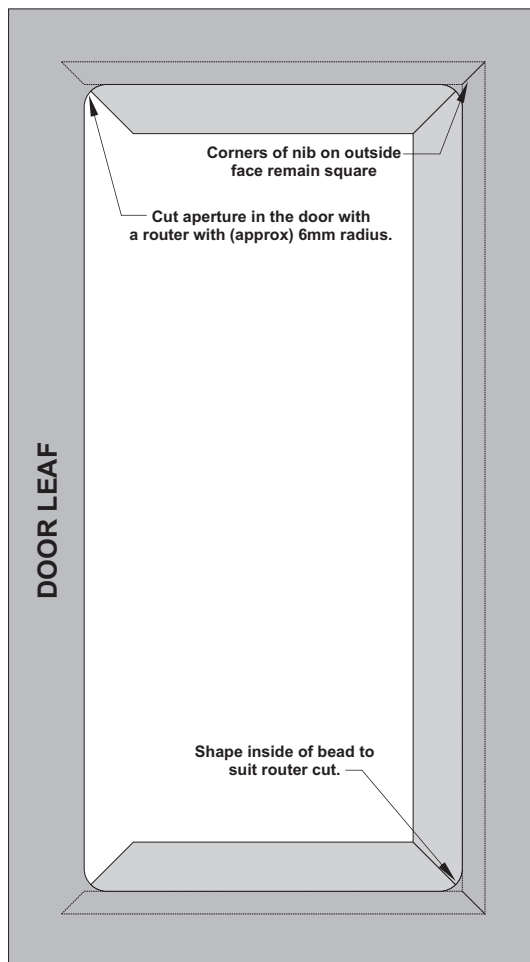 Corners of nib on outside
face remain square
Cut aperture in the door with
a router with (approx) 6mm radius.
DOOR LEAF
Shape inside of bead to
suit router cut.